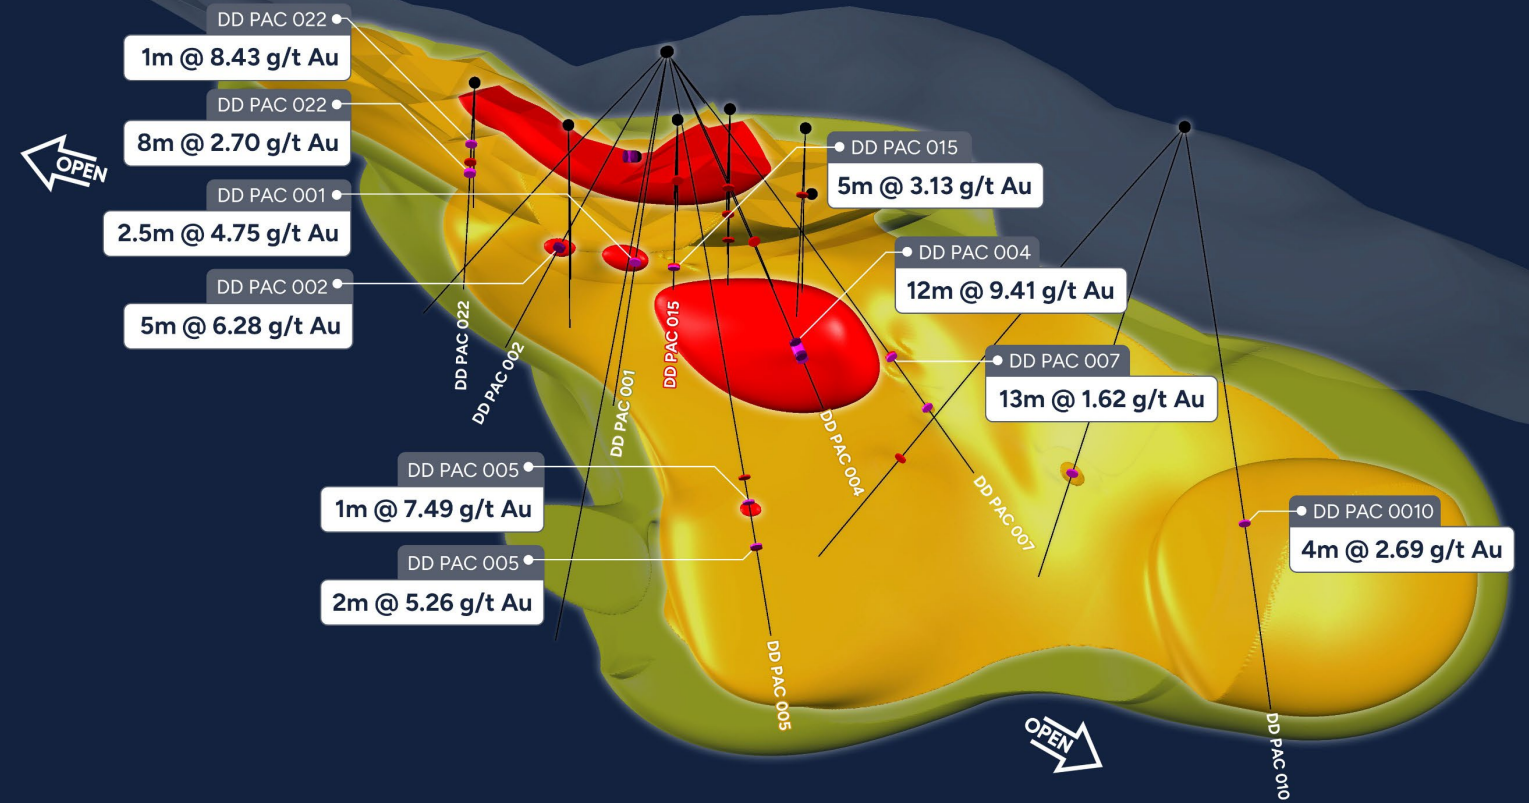 DD PAC 022
1m @ 8.43 g/t Au
DD PAC 022
8m @ 2.70 g/t Au
OPEN
DD PAC 001
2.5m @ 4.75 g/t Au
DD PAC 002
5m @ 6.28 g/t Au
DD PAC 015
5m @ 3.13 g/t Au
DD PAC 004
12m @ 9.41 g/t Au
DD PAC 007
13m @ 1.62 g/t Au
DD PAC 022
DD PAC 002
DD PAC 001
DD PAC 015
DD PAC 004
DD PAC 007
DD PAC 005
1m @ 7.49 g/t Au
DD PAC 005
2m @ 5.26 g/t Au
DD PAC 0010
4m @ 2.69 g/t Au
DD PAC 005
OPEN
DD PAC 010